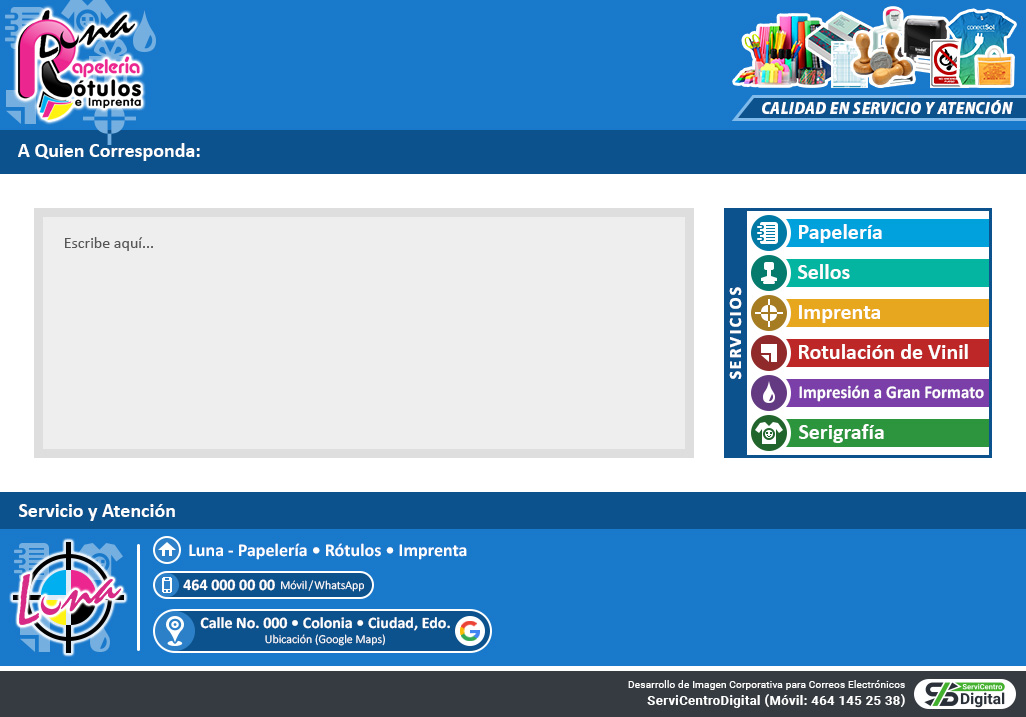 Luna
Papelería
Rótulos
e Imprenta
conectSol
CALIDAD EN SERVICIO Y ATENCIÓN
A Quien Corresponda:
Escribe aquí...
SERVICIOS
Papelería
Sellos
Imprenta
Rotulación de Vinil
Impresión a Gran Formato
Serigrafía
Servicio y Atención
Luna
Luna - Papelería • Rótulos • Imprenta
464 000 00 00 Móvil/WhatsApp
Calle No. 000 • Colonia • Ciudad, Edo.
Ubicación (Google Maps)
G
Desarrollo de Imagen Corporativa para Correos Electrónicos
ServiCentroDigital (Móvil: 464 145 25 38)
ServiCentro
Digital